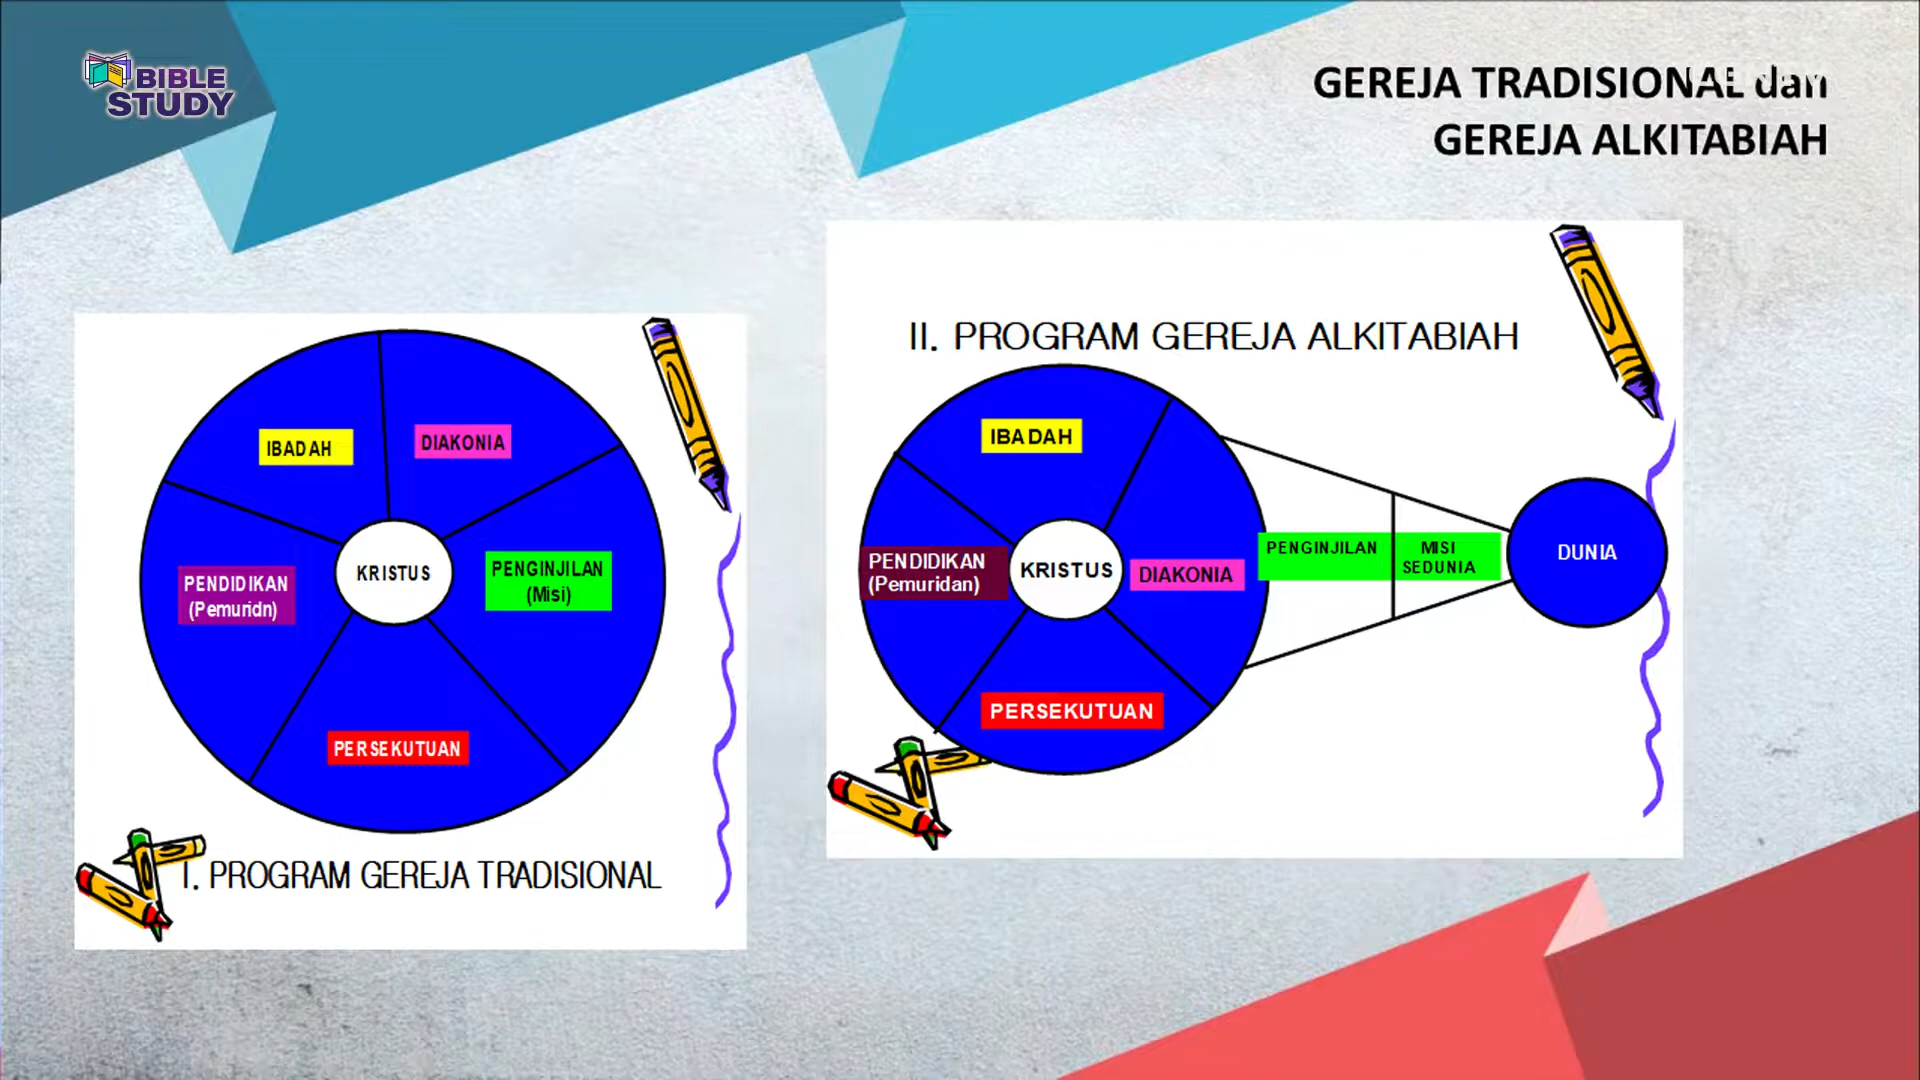 BIBLE
STUDY
GEREJA TRADISIONAL dan
GEREJA ALKITABIAH
IBADAH
DIAKONIA
PENDIDIKAN
(Pemuridn)
KRISTUS
PENGINJILAN
(Misi)
PERSEKUTUAN
I. PROGRAM GEREJA TRADISIONAL
II. PROGRAM GEREJA ALKITABIAH
IBADAH
PENDIDIKAN
(Pemuridan)
KRISTUS
DIAKONIA
PENGINJILAN
MISI
SEDUNIA
DUNIA
PERSEKUTUAN